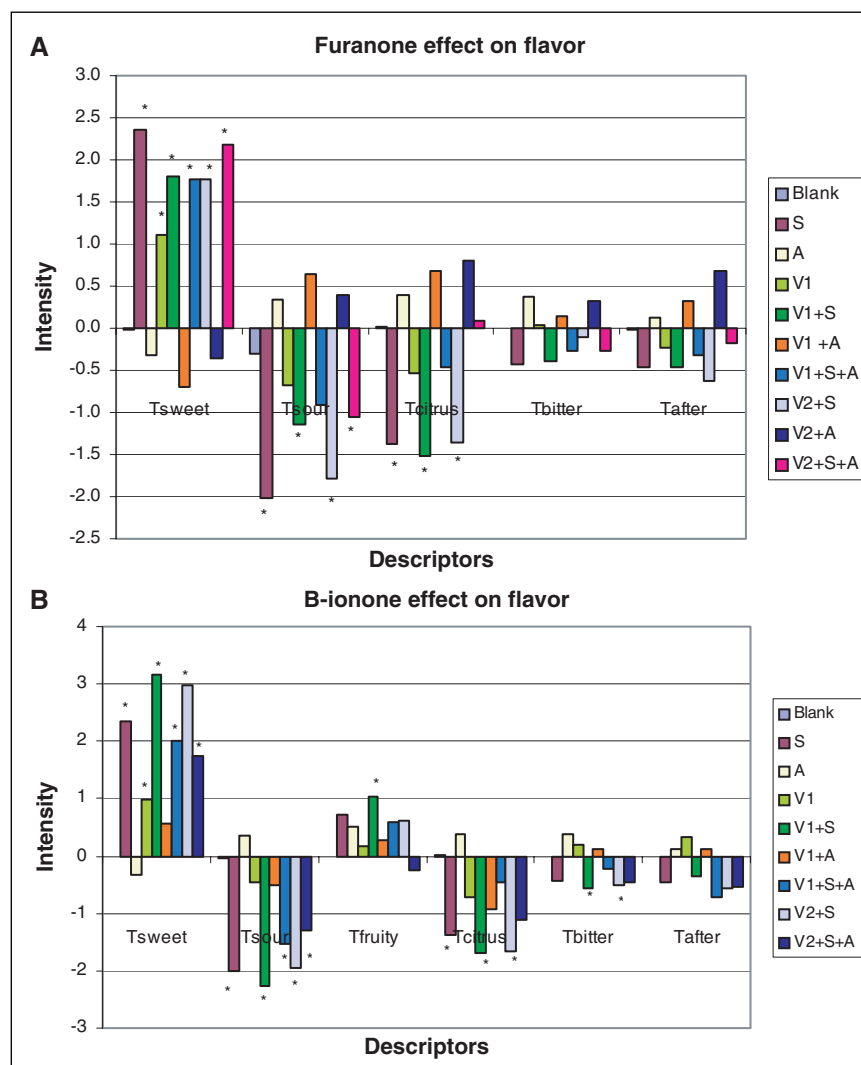 A
Furanone effect on flavor
3.0
2.5
2.0
1.5
1.0
0.5
0.0
-0.5
-1.0
-1.5
-2.0
-2.5
Intensity
* * * * * *
* * * *
* * *
Tsweet Tsour Tcitrus Tbitter Tafter
Descriptors
Blank
S
A
V1
V1+S
V1 +A
V1+S+A
V2+S
V2+A
V2+S+A
B
B-ionone effect on flavor
4
3
2
1
0
-1
-2
-3
Intensity
* * * * * *
* * * * *
*
* * *
* *
Tsweet Tsour Tfruity Tcitrus Tbitter Tafter
Descriptors
Blank
S
A
V1
V1+S
V1+A
V1+S+A
V2+S
V2+S+A